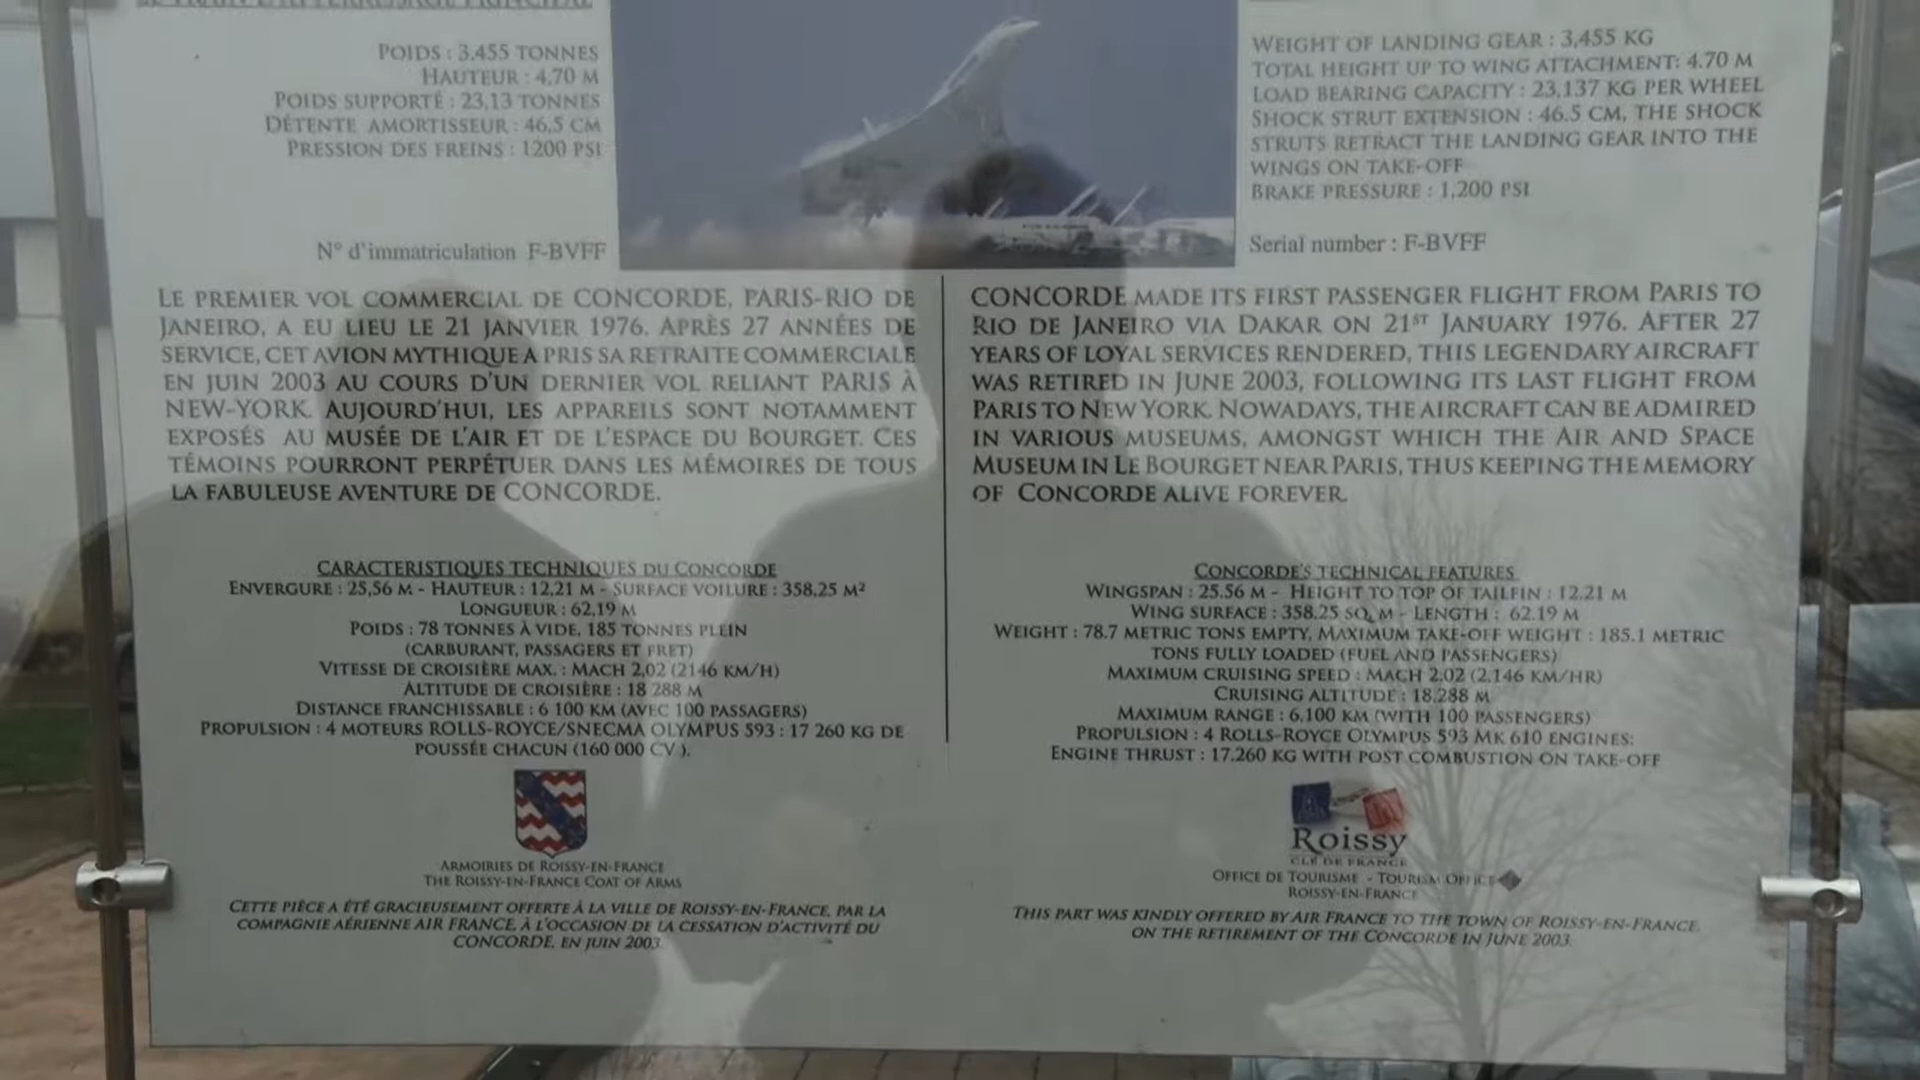 POIDS : 3.455 TONNES
HAUTEUR : 4,70 M
POIDS SUPPORTÉ : 23,13 TONNES
DÉTENTE AMORTISSEUR : 46,5 CM
PRESSION DES FREINS : 1200 PSI
N° d'immatriculation F-BVFF
WEIGHT OF LANDING GEAR : 3,455 KG
TOTAL HEIGHT UP TO WING ATTACHMENT: 4.70 M
LOAD BEARING CAPACITY : 23,137 KG PER WHEEL
SHOCK STRUT EXTENSION : 46.5 CM, THE SHOCK
STRUTS RETRACT THE LANDING GEAR INTO THE
WINGS ON TAKE-OFF
BRAKE PRESSURE : 1,200 PSI
Serial number : F-BVFF
LE PREMIER VOL COMMERCIAL DE CONCORDE, PARIS-RIO DE
JANEIRO, A EU LIEU LE 21 JANVIER 1976. APRÈS 27 ANNÉES DE
SERVICE, CET AVION MYTHIQUE A PRIS SA RETRAITE COMMERCIALE
EN JUIN 2003 AU COURS D'UN DERNIER VOL RELIANT PARIS À
NEW-YORK. AUJOURD'HUI, LES APPAREILS SONT NOTAMMENT
EXPOSÉS AU MUSÉE DE L'AIR ET DE L'ESPACE DU BOURGET. CES
TÉMOINS POURRONT PERPÉTUER DANS LES MÉMOIRES DE TOUS
LA FABULEUSE AVENTURE DE CONCORDE.
CARACTERISTIQUES TECHNIQUES DU CONCORDE
ENVERGURE : 25,56 M - HAUTEUR : 12,21 M - SURFACE VOILURE : 358,25 M²
LONGUEUR : 62,19 M
POIDS : 78 TONNES À VIDE, 185 TONNES PLEIN
(CARBURANT, PASSAGERS ET FRET)
VITESSE DE CROISIÈRE MAX. : MACH 2,02 (2146 KM/H)
ALTITUDE DE CROISIÈRE : 18 288 M
DISTANCE FRANCHISSABLE : 6 100 KM (AVEC 100 PASSAGERS)
PROPULSION : 4 MOTEURS ROLLS-ROYCE/SNECMA OLYMPUS 593 : 17 260 KG DE
POUSSÉE CHACUN (160 000 CV ).
ARMOIRIES DE ROISSY-EN-FRANCE
THE ROISSY-EN-FRANCE COAT OF ARMS
CETTE PIÈCE A ÉTÉ GRACIEUSEMENT OFFERTE À LA VILLE DE ROISSY-EN-FRANCE, PAR LA
COMPAGNIE AÉRIENNE AIR FRANCE, À L'OCCASION DE LA CESSATION D'ACTIVITÉ DU
CONCORDE, EN JUIN 2003.
CONCORDE MADE ITS FIRST PASSENGER FLIGHT FROM PARIS TO
RIO DE JANEIRO VIA DAKAR ON 21ST JANUARY 1976. AFTER 27
YEARS OF LOYAL SERVICES RENDERED, THIS LEGENDARY AIRCRAFT
WAS RETIRED IN JUNE 2003, FOLLOWING ITS LAST FLIGHT FROM
PARIS TO NEW YORK. NOWADAYS, THE AIRCRAFT CAN BE ADMIRED
IN VARIOUS MUSEUMS, AMONGST WHICH THE AIR AND SPACE
MUSEUM IN LE BOURGET NEAR PARIS, THUS KEEPING THE MEMORY
OF CONCORDE ALIVE FOREVER.
CONCORDE'S TECHNICAL FEATURES
WINGSPAN : 25.56 M - HEIGHT TO TOP OF TAILFIN : 12.21 M
WING SURFACE : 358.25 SQ, M - LENGTH : 62.19 M
WEIGHT : 78.7 METRIC TONS EMPTY, MAXIMUM TAKE-OFF WEIGHT : 185.1 METRIC
TONS FULLY LOADED (FUEL AND PASSENGERS)
MAXIMUM CRUISING SPEED : MACH 2.02 (2,146 KM/HR)
CRUISING ALTITUDE : 18,288 M
MAXIMUM RANGE : 6,100 KM (WITH 100 PASSENGERS)
PROPULSION : 4 ROLLS-ROYCE OLYMPUS 593 MK 610 ENGINES:
ENGINE THRUST : 17,260 KG WITH POST COMBUSTION ON TAKE-OFF
Roissy
CLÉ DE FRANCE
OFFICE DE TOURISME - TOURISM OFFICE
ROISSY-EN-FRANCE
THIS PART WAS KINDLY OFFERED BY AIR FRANCE TO THE TOWN OF ROISSY-EN-FRANCE,
ON THE RETIREMENT OF THE CONCORDE IN JUNE 2003.